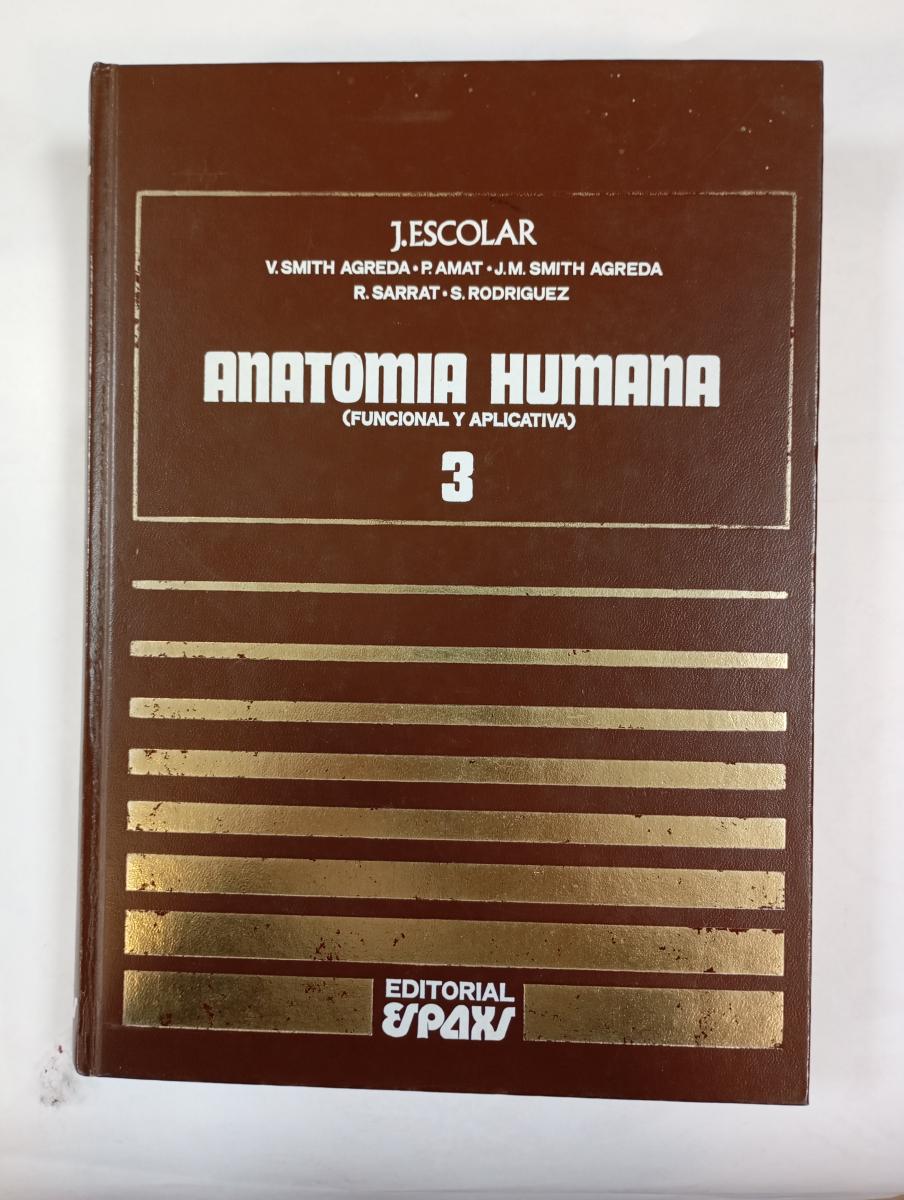 J.ESCOLAR
V. SMITH AGREDA • P. AMAT • J.M. SMITH AGREDA
R. SARRAT • S. RODRIGUEZ
ANATOMIA HUMANA
(FUNCIONAL Y APLICATIVA)
3
EDITORIAL
ESPAXS